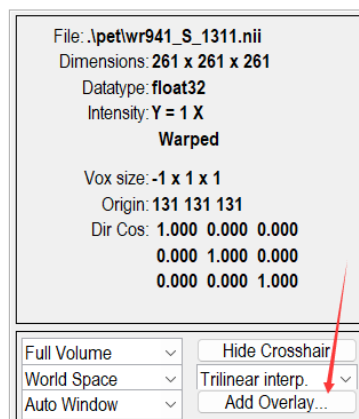 File: .\pet\wr941_S_1311.nii
Dimensions: 261 x 261 x 261
Datatype: float32
Intensity: Y = 1 X
Warped
Vox size: -1 x 1 x 1
Origin: 131 131 131
Dir Cos: 1.000 0.000 0.000
0.000 1.000 0.000
0.000 0.000 1.000
Full Volume
Hide Crosshair
World Space
Trilinear interp.
Auto Window
Add Overlay...